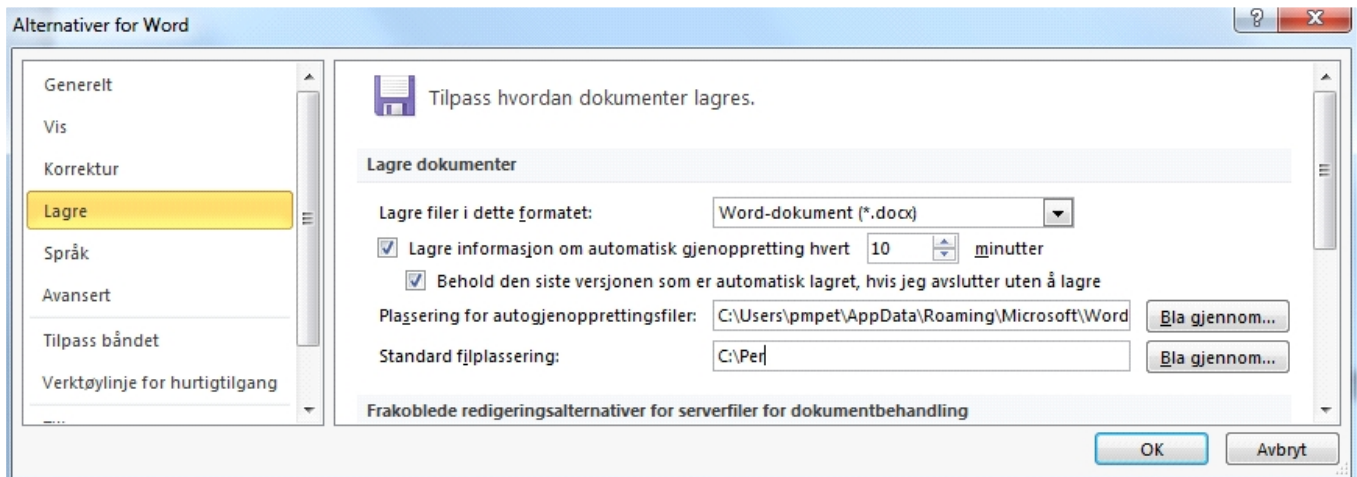 Alternativer for Word
Generelt
Vis
Korrektur
Lagre
Språk
Avansert
Tilpass båndet
Verktøylinje for hurtigtilgang
Tilpass hvordan dokumenter lagres.
Lagre dokumenter
Lagre filer i dette formatet: Word-dokument (*.docx)
Lagre informasjon om automatisk gjenoppretting hvert 10 minutter
Behold den siste versjonen som er automatisk lagret, hvis jeg avslutter uten å lagre
Plassering for autogjenopprettingsfiler: C:\Users\pmpet\AppData\Roaming\Microsoft\Word Bla gjennom...
Standard filplassering: C:\Per Bla gjennom...
Frakoblede redigeringsalternativer for serverfiler for dokumentbehandling
OK Avbryt